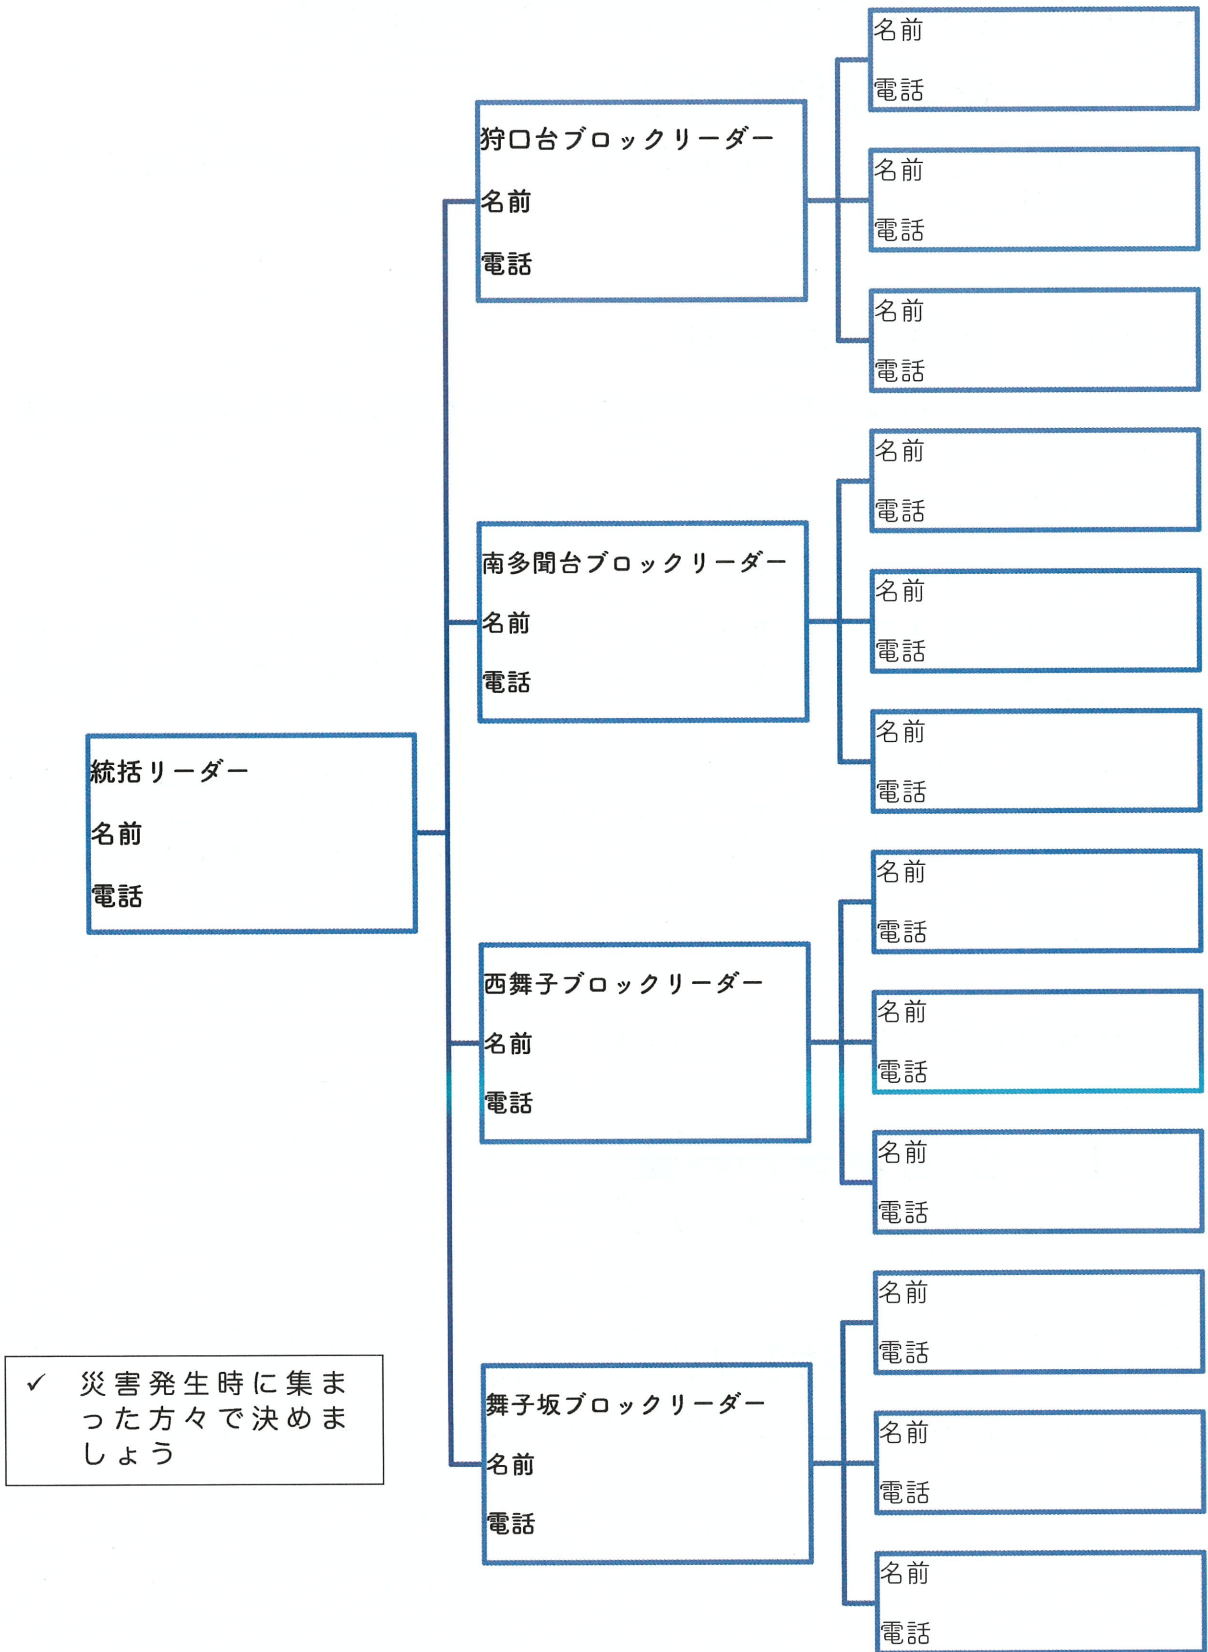 統括リーダー
名前
電話
狩口台ブロックリーダー
名前
電話
名前
電話
名前
電話
名前
電話
南多聞台ブロックリーダー
名前
電話
名前
電話
名前
電話
名前
電話
西舞子ブロックリーダー
名前
電話
名前
電話
名前
電話
名前
電話
舞子坂ブロックリーダー
名前
電話
名前
電話
名前
電話
名前
電話
✓ 災害発生時に集ま
った方々で決めま
しょう